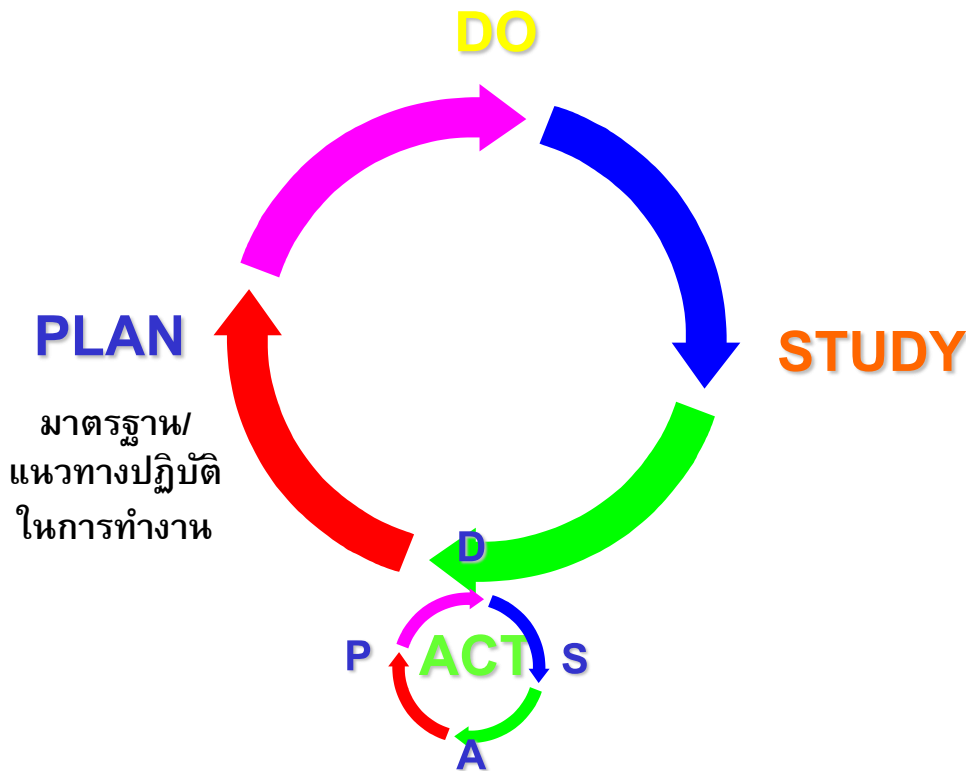 DO
PLAN
STUDY
มาตรฐาน/
แนวทางปฏิบัติ
ในการทำงาน
D
P
ACT
S
A